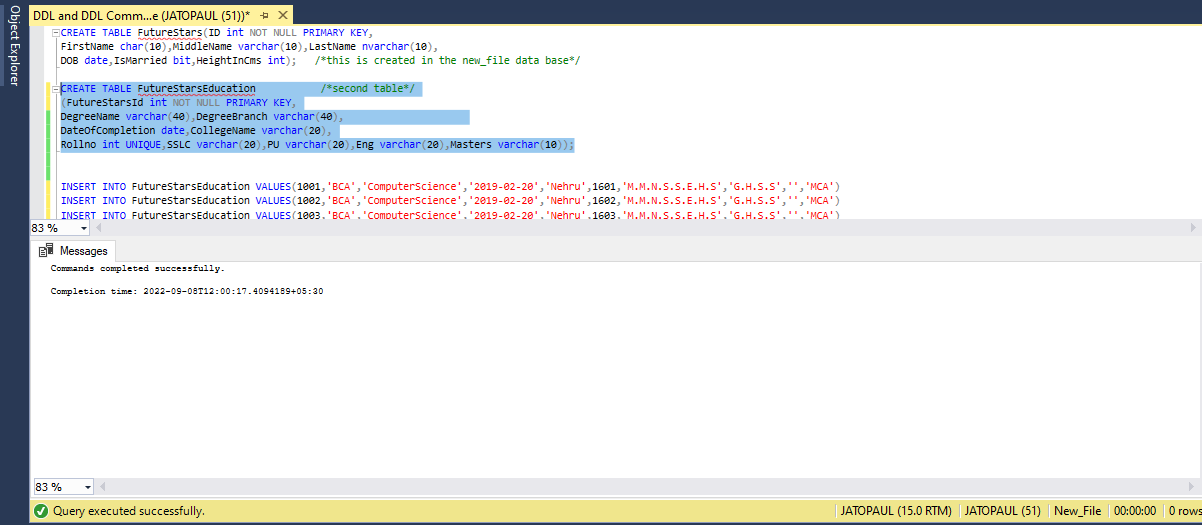 Object Explorer
DDL and DDL Comm...e (JATOPAUL (51))*
CREATE TABLE FutureStars(ID int NOT NULL PRIMARY KEY,
FirstName char(10),MiddleName varchar(10),LastName nvarchar(10),
DOB date,IsMarried bit,HeightInCms int); /*this is created in the new_file data base*/
CREATE TABLE FutureStarsEducation /*second table*/
(FutureStarsId int NOT NULL PRIMARY KEY,
DegreeName varchar(40),DegreeBranch varchar(40),
DateOfCompletion date,CollegeName varchar(20),
Rollno int UNIQUE,SSLC varchar(20),PU varchar(20),Eng varchar(20),Masters varchar(10));
INSERT INTO FutureStarsEducation VALUES(1001,'BCA','ComputerScience','2019-02-20','Nehru',1601,'M.M.N.S.S.E.H.S','G.H.S.S','','MCA')
INSERT INTO FutureStarsEducation VALUES(1002,'BCA','ComputerScience','2019-02-20','Nehru',1602,'M.M.N.S.S.E.H.S','G.H.S.S','','MCA')
INSERT INTO FutureStarsEducation VALUES(1003,'BCA','ComputerScience','2019-02-20','Nehru',1603,'M.M.N.S.S.E.H.S','G.H.S.S','','MCA')
83 %
Messages
Commands completed successfully.
Completion time: 2022-09-08T12:00:17.4094189+05:30
83 %
Query executed successfully. JATOPAUL (15.0 RTM) JATOPAUL (51) New_File 00:00:00 0 rows